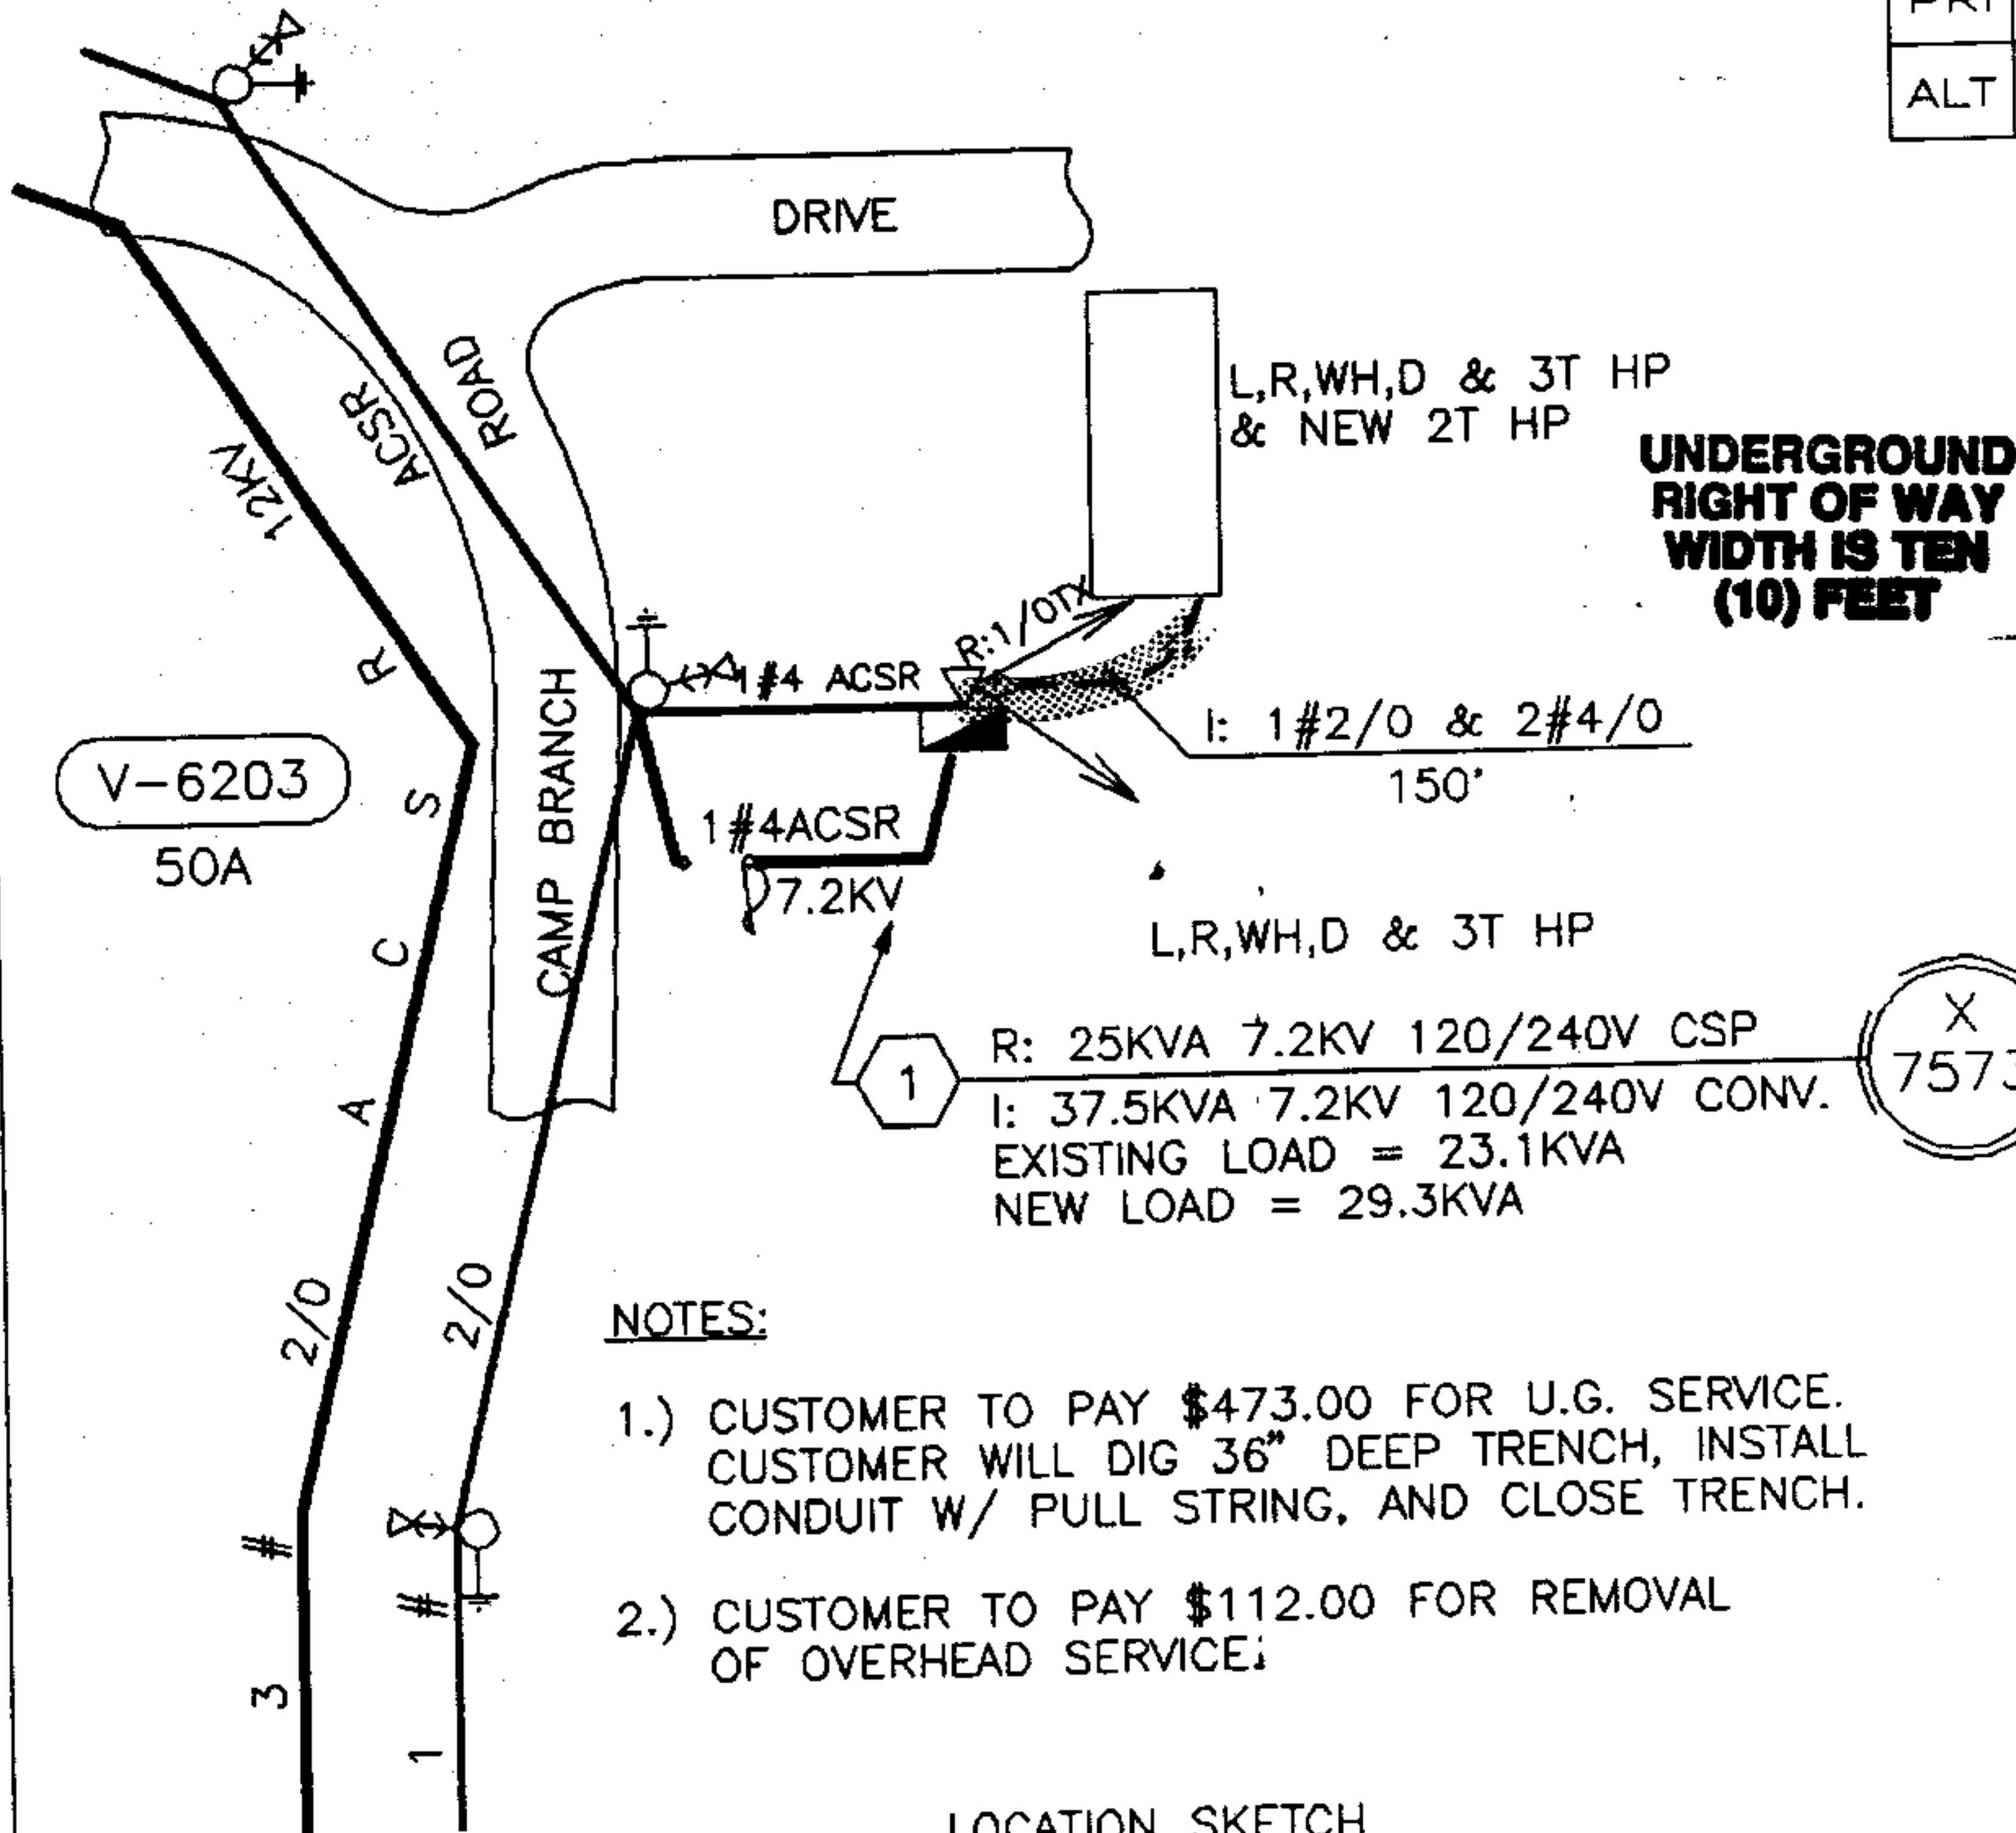 ALT
DRIVE
ROAD
ACSR
12KV
L,R,WH,D & 3T HP
& NEW 2T HP
UNDERGROUND
RIGHT OF WAY
WIDTH IS TEN
(10) FEET
1#4 ACSR
I: 1#2/0 & 2#4/0
150'
V-6203
50A
CAMP BRANCH
1#4ACSR
7.2KV
L,R,WH,D & 3T HP
1
R: 25KVA 7.2KV 120/240V CSP
X
7573
I: 37.5KVA 7.2KV 120/240V CONV.
EXISTING LOAD = 23.1KVA
NEW LOAD = 29.3KVA
3 # 2/0 A C S R
1 # 2/0
NOTES:
1.) CUSTOMER TO PAY $473.00 FOR U.G. SERVICE.
CUSTOMER WILL DIG 36" DEEP TRENCH, INSTALL
CONDUIT W/ PULL STRING, AND CLOSE TRENCH.
2.) CUSTOMER TO PAY $112.00 FOR REMOVAL
OF OVERHEAD SERVICE.
LOCATION SKETCH